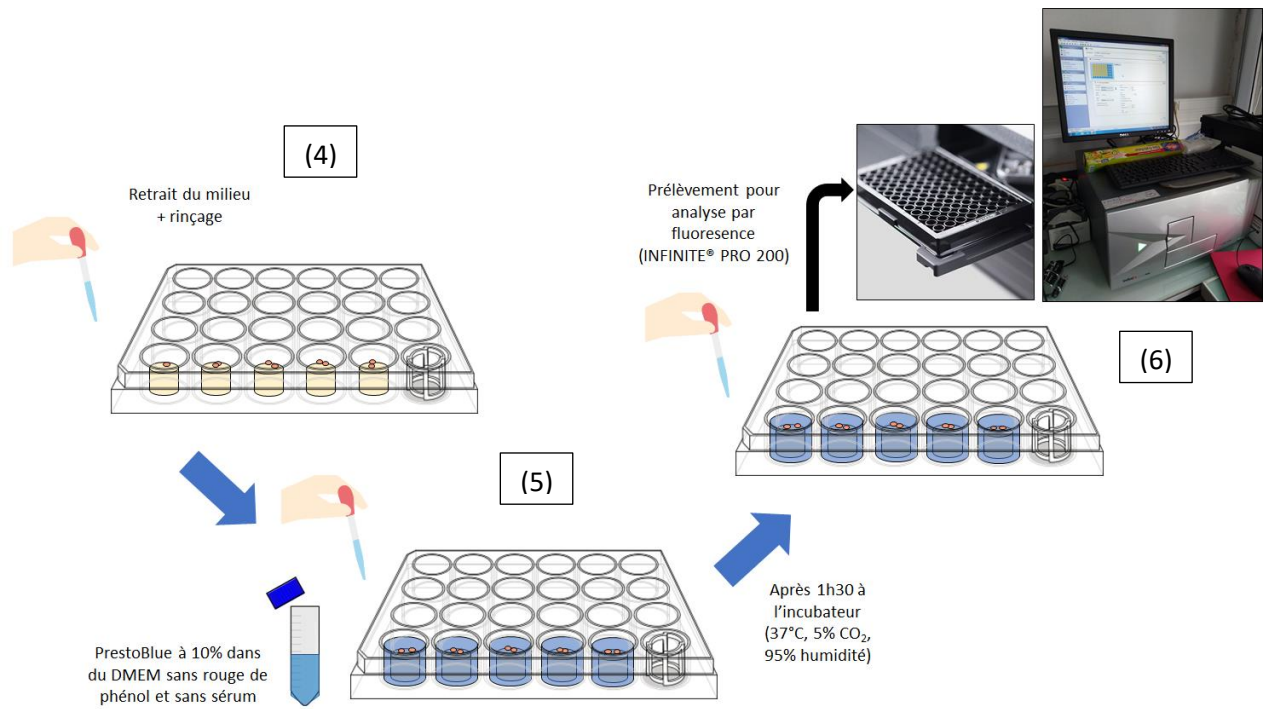 (4)
Retrait du milieu
+ rinçage
(5)
PrestoBlue à 10% dans
du DMEM sans rouge de
phénol et sans sérum
Après 1h30 à
l'incubateur
(37°C, 5% CO₂,
95% humidité)
Prélèvement pour
analyse par
fluoresence
(INFINITE® PRO 200)
(6)
DELL